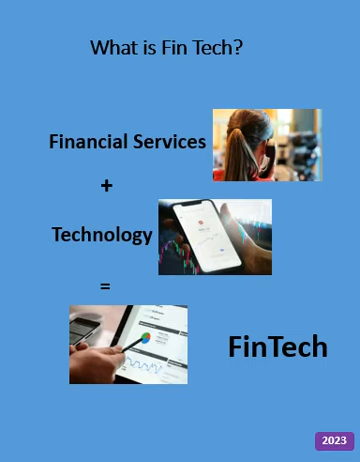 What is Fin Tech?
Financial Services
+
Technology
=
FinTech
2023